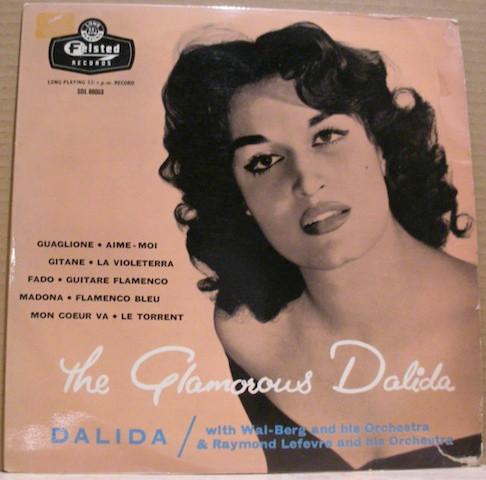 LONG PLAYING
Felsted
RECORDS
LONG PLAYING 33⅓ r.p.m. RECORD
GUAGLIONE • AIME-MOI
GITANE • LA VIOLETERRA
FADO • GUITARE FLAMENCO
MADONA • FLAMENCO BLEU
MON COEUR VA • LE TORRENT
The Glamorous Dalida
DALIDA / with Wal-Berg and his Orchestra
& Raymond Lefevre and his Orchestra